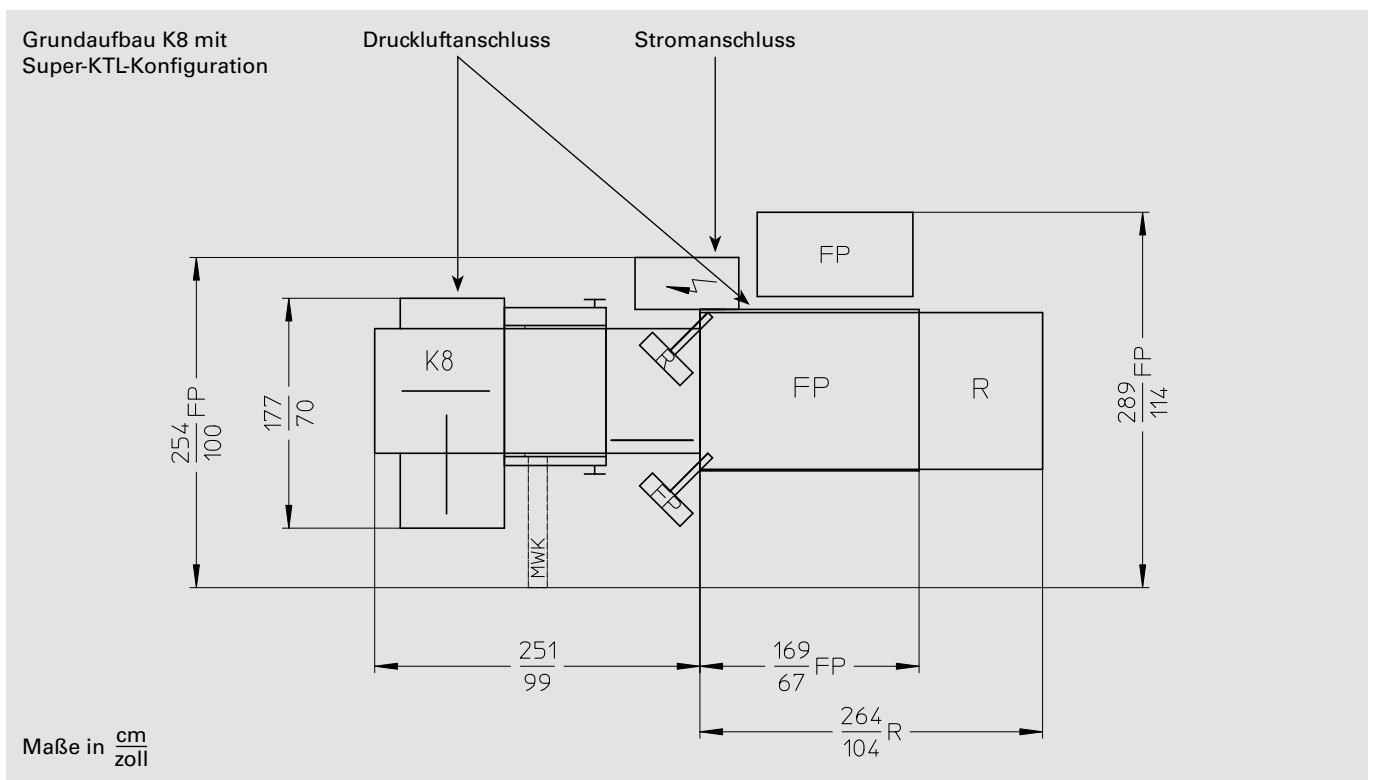 Grundaufbau K8 mit
Super-KTL-Konfiguration
Druckluftanschluss
Stromanschluss
FP
K8
R
FP
R
FP
MWK
254
100
FP
177
70
289
114
FP
251
99
169
67
FP
264
104
R
Maße in cm
zoll